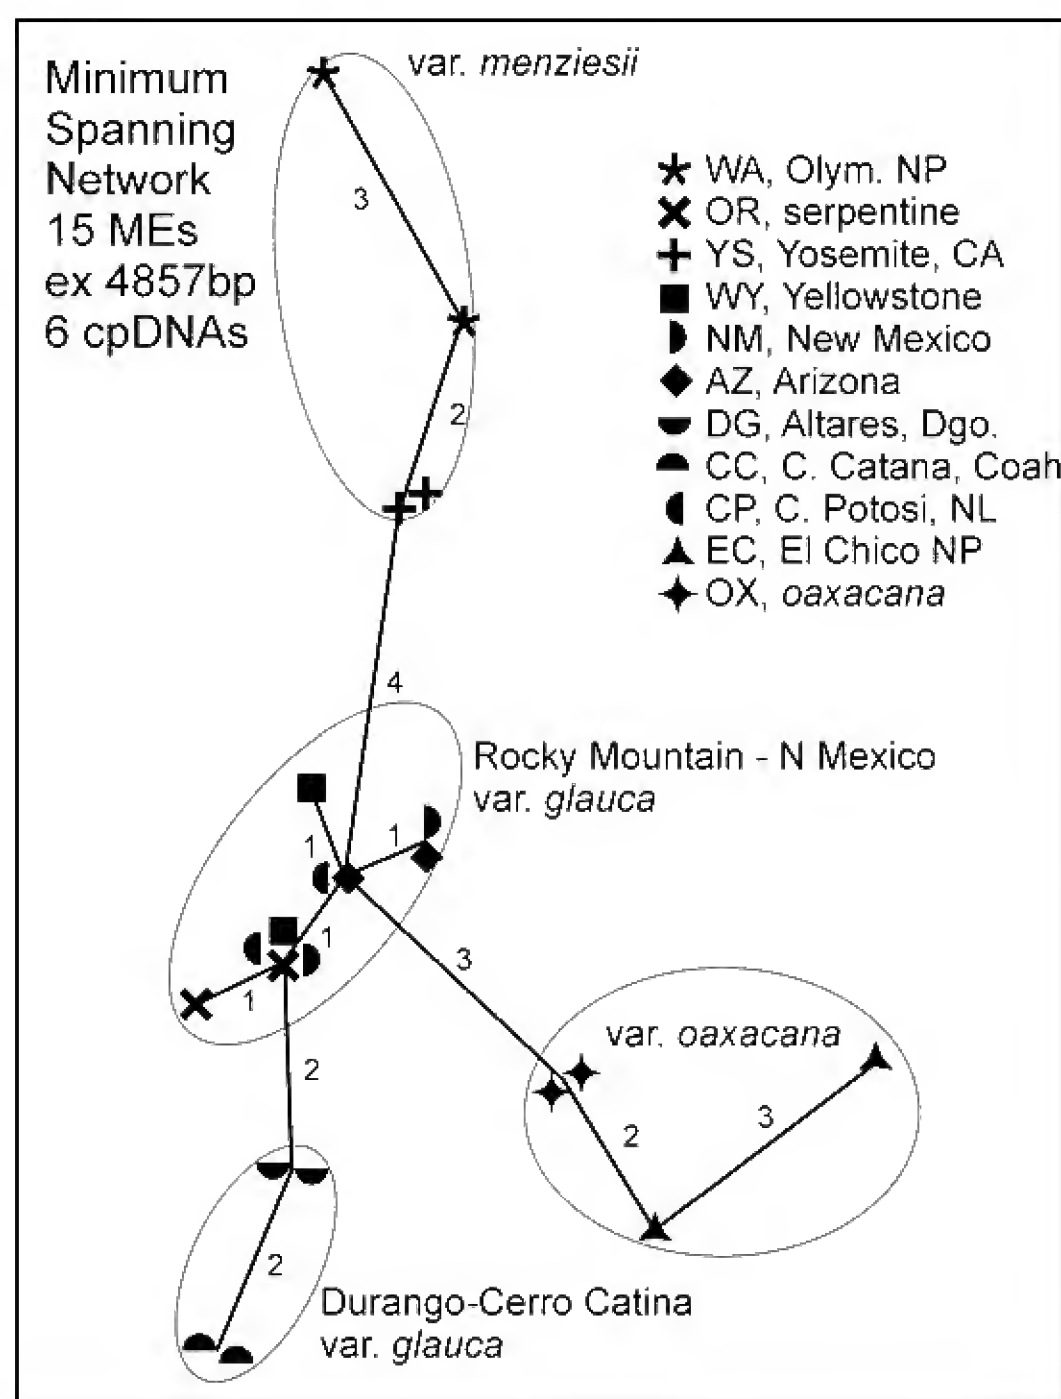 Minimum
Spanning
Network
15 MEs
ex 4857bp
6 cpDNAs
var. menziesii
WA, Olym. NP
OR, serpentine
YS, Yosemite, CA
WY, Yellowstone
NM, New Mexico
AZ, Arizona
DG, Altares, Dgo.
CC, C. Catana, Coah
CP, C. Potosi, NL
EC, El Chico NP
OX, oaxacana
3
2
4
Rocky Mountain - N Mexico
var. glauca
1
1
1
1
3
2
var. oaxacana
2
3
2
Durango-Cerro Catina
var. glauca